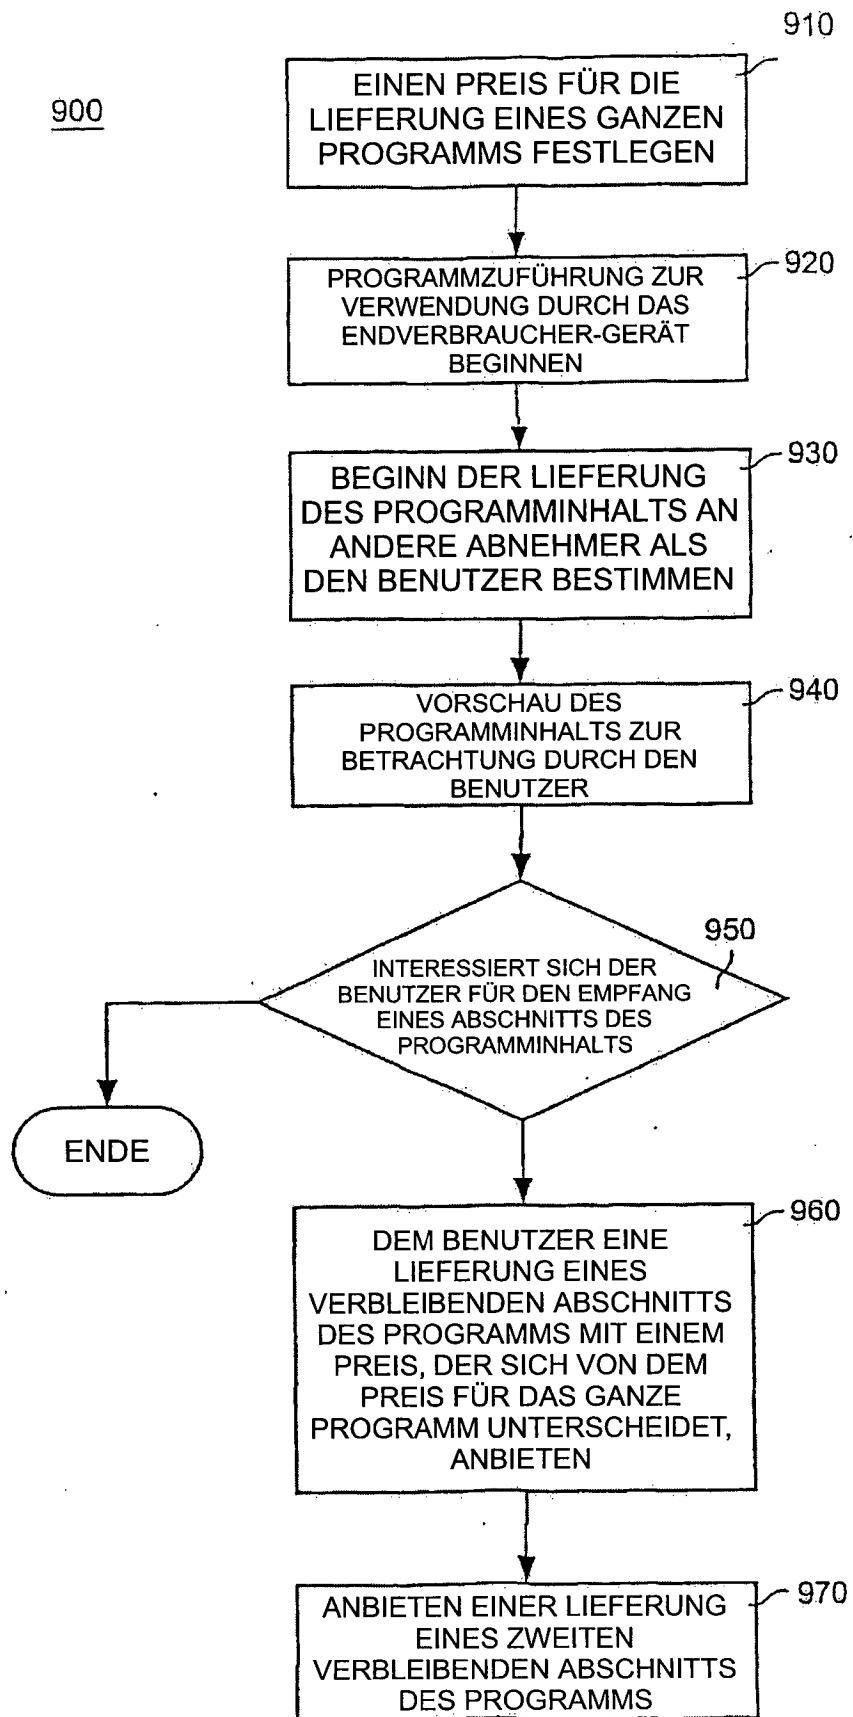 910
900
EINEN PREIS FÜR DIE
LIEFERUNG EINES GANZEN
PROGRAMMS FESTLEGEN
920
PROGRAMMZUFÜHRUNG ZUR
VERWENDUNG DURCH DAS
ENDVERBRAUCHER-GERÄT
BEGINNEN
930
BEGINN DER LIEFERUNG
DES PROGRAMMINHALTS AN
ANDERE ABNEHMER ALS
DEN BENUTZER BESTIMMEN
940
VORSCHAU DES
PROGRAMMINHALTS ZUR
BETRACHTUNG DURCH DEN
BENUTZER
950
INTERESSIERT SICH DER
BENUTZER FÜR DEN EMPFANG
EINES ABSCHNITTS DES
PROGRAMMINHALTS
ENDE
960
DEM BENUTZER EINE
LIEFERUNG EINES
VERBLEIBENDEN ABSCHNITTS
DES PROGRAMMS MIT EINEM
PREIS, DER SICH VON DEM
PREIS FÜR DAS GANZE
PROGRAMM UNTERSCHEIDET,
ANBIETEN
970
ANBIETEN EINER LIEFERUNG
EINES ZWEITEN
VERBLEIBENDEN ABSCHNITTS
DES PROGRAMMS